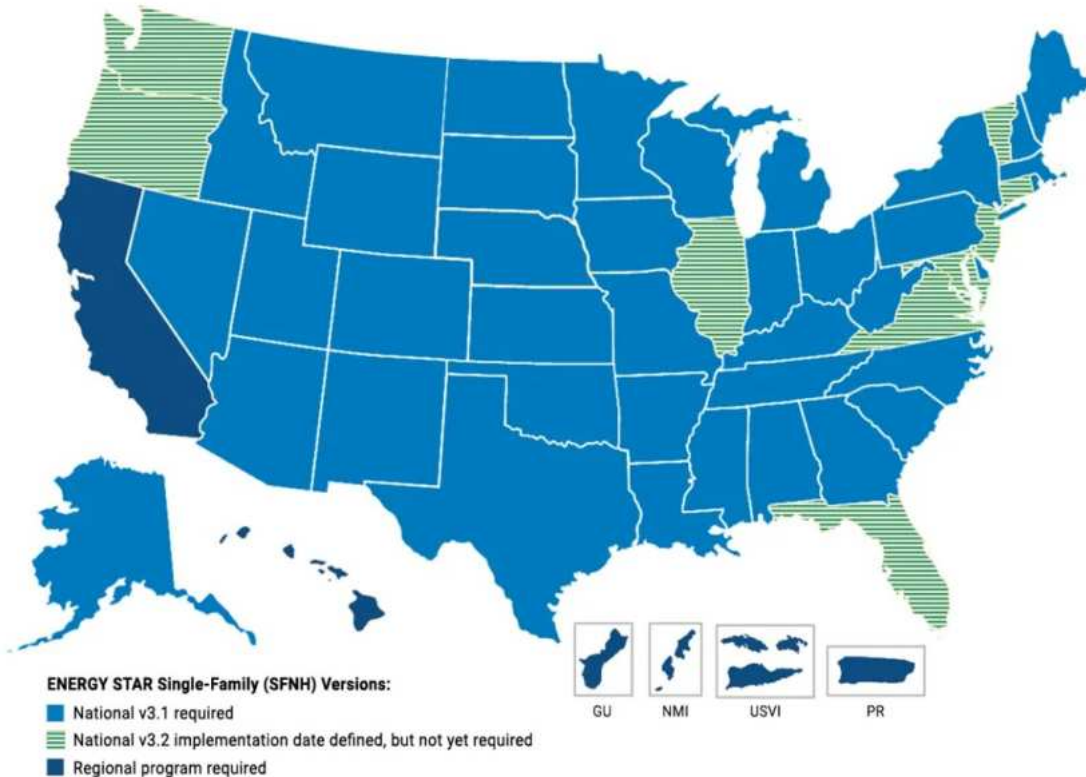 GU
NMI
USVI
PR
ENERGY STAR Single-Family (SFNH) Versions:
National v3.1 required
National v3.2 implementation date defined, but not yet required
Regional program required